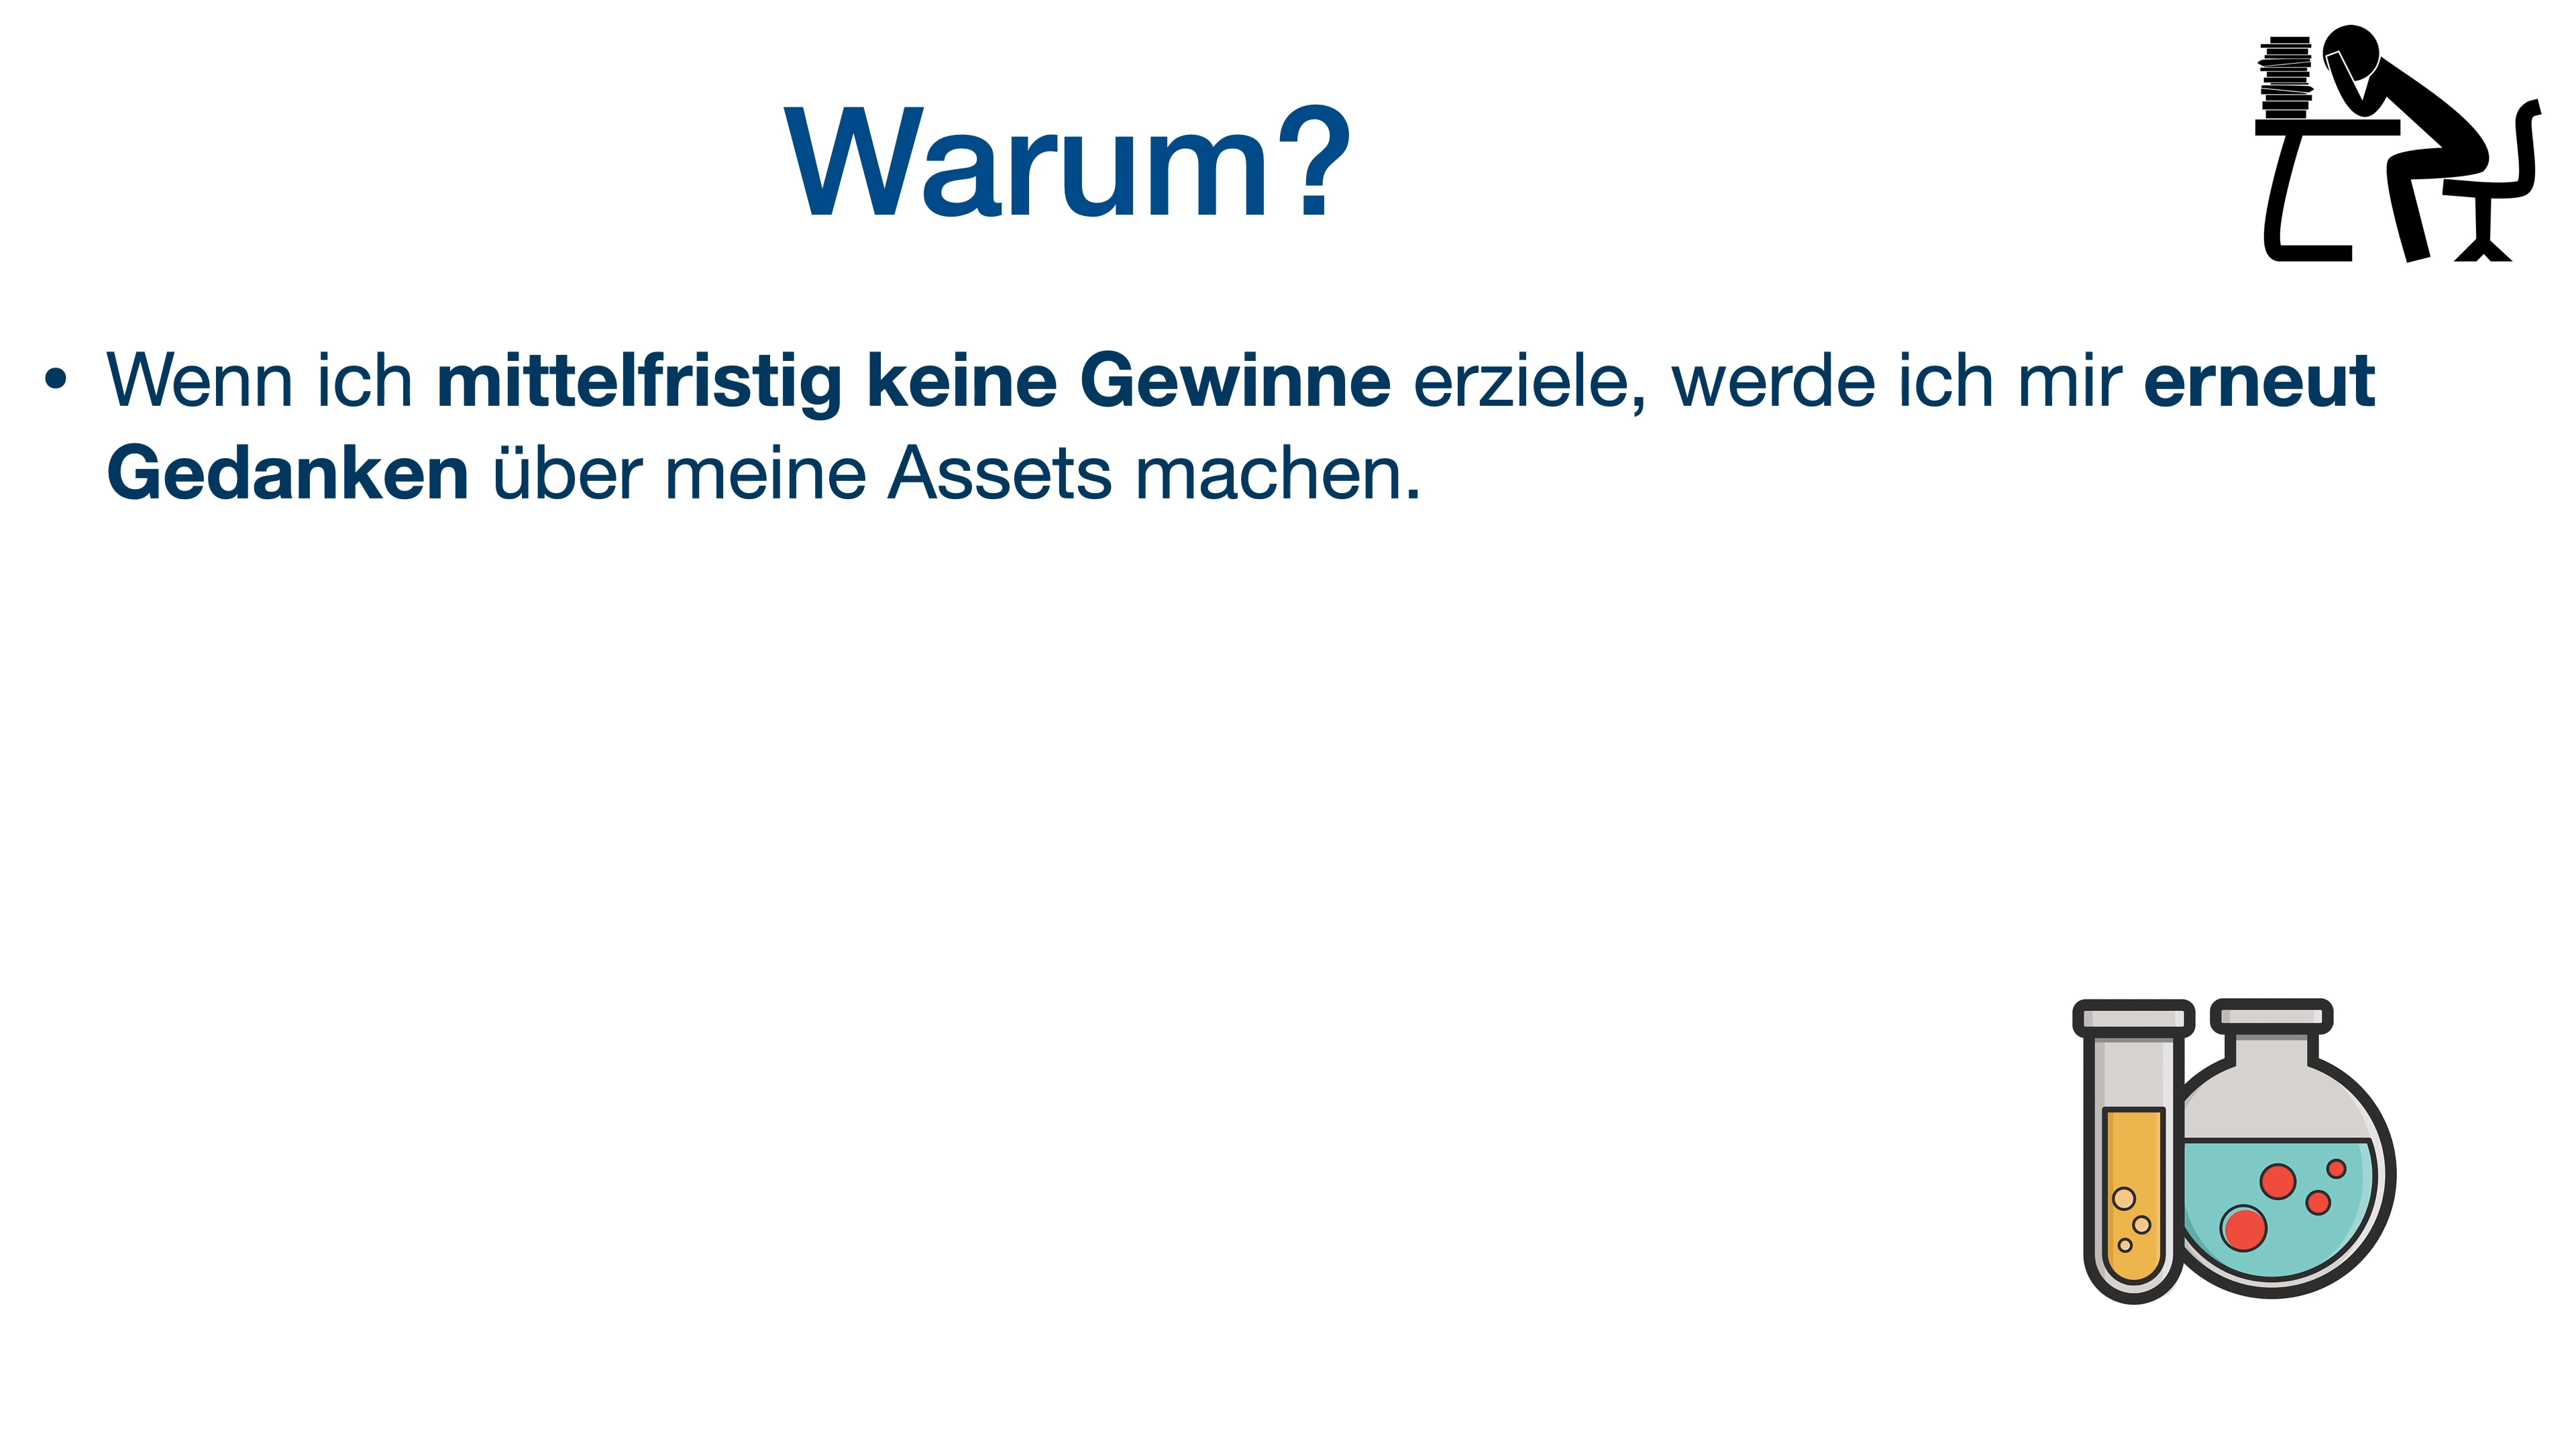 Warum?
• Wenn ich mittelfristig keine Gewinne erziele, werde ich mir erneut
Gedanken über meine Assets machen.